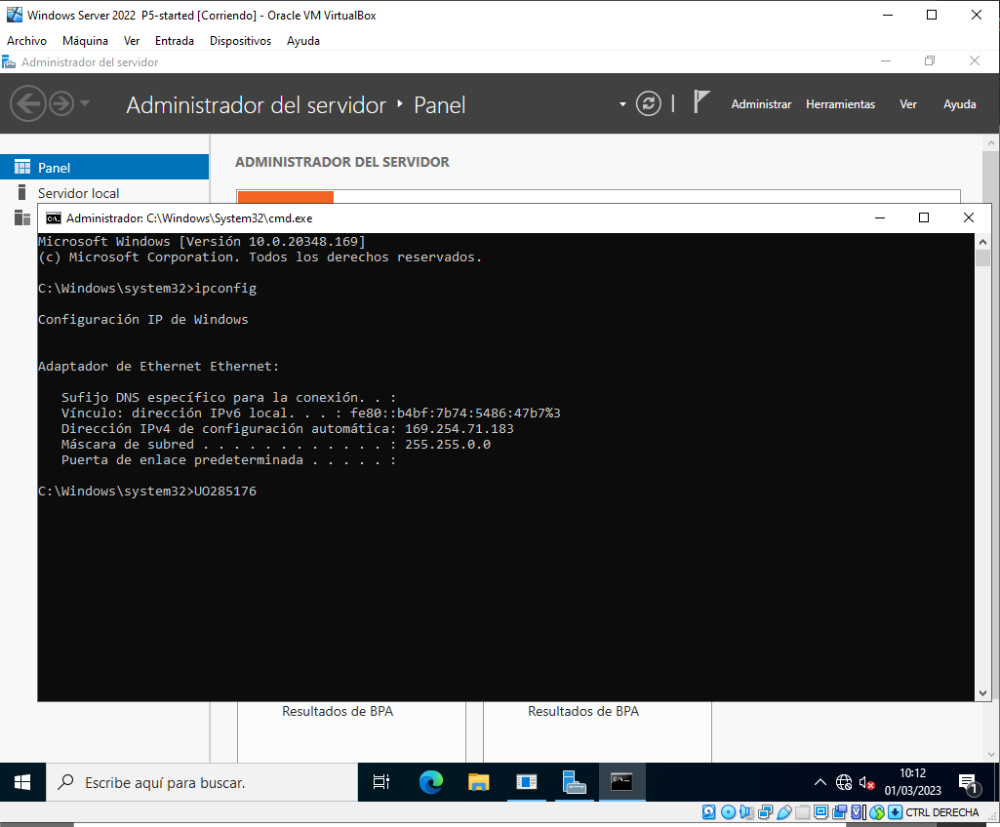 Windows Server 2022  P5-started [Corriendo] - Oracle VM VirtualBox
Archivo Máquina Ver Entrada Dispositivos Ayuda
Administrador del servidor
Administrador del servidor ‣ Panel
Administrar Herramientas Ver Ayuda
Panel
ADMINISTRADOR DEL SERVIDOR
Servidor local
Administrador: C:\Windows\System32\cmd.exe
Microsoft Windows [Versión 10.0.20348.169]
(c) Microsoft Corporation. Todos los derechos reservados.
C:\Windows\system32>ipconfig
Configuración IP de Windows
Adaptador de Ethernet Ethernet:
Sufijo DNS específico para la conexión. . :
Vínculo: dirección IPv6 local. . . : fe80::b4bf:7b74:5486:47b7%3
Dirección IPv4 de configuración automática: 169.254.71.183
Máscara de subred . . . . . . . . . . . . : 255.255.0.0
Puerta de enlace predeterminada . . . . . :
C:\Windows\system32>UO285176
Resultados de BPA
Resultados de BPA
Escribe aquí para buscar.
10:12
01/03/2023
1
CTRL DERECHA